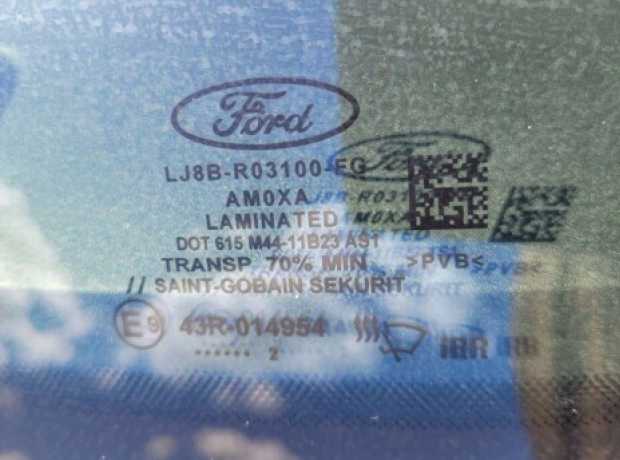 Ford
LJ8B-R03100-EG
AM0XA
LAMINATED
DOT 615 M44-11B23 AS1
TRANSP 70% MIN >PVB<
// SAINT-GOBAIN SEKURIT
E9 43R-014954 IRR
...... 2